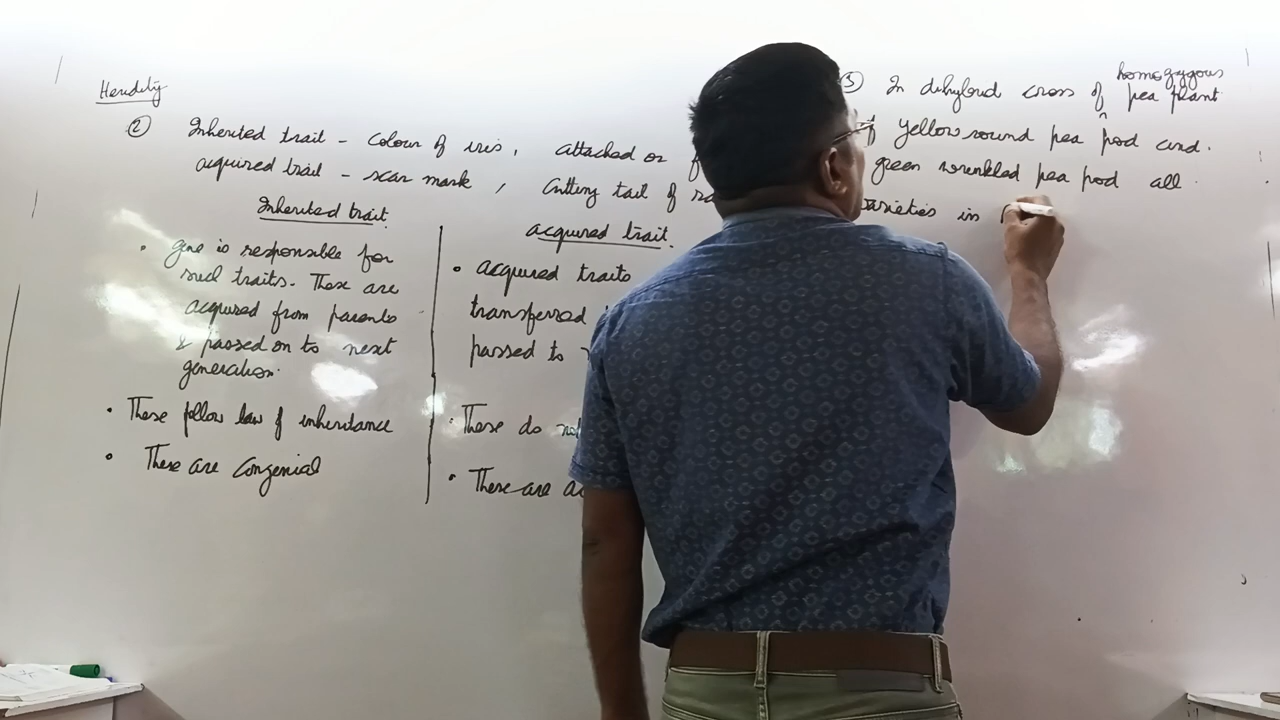 Heredity
② Inherited trait - colour of iris, attached or
acquired trait - scar mark, Cutting tail of
Inherited trait
• gene is responsible for
such traits. These are
acquired from parents
& passed on to next
generation.
• These follow law of inheritance
• These are congenial
acquired trait.
• acquired traits
transferred
passed to
• These do not
• These are
③ In dihybrid cross of homozygous pea plant
of yellow round pea pod and.
green wrinkled pea pod all
varieties in